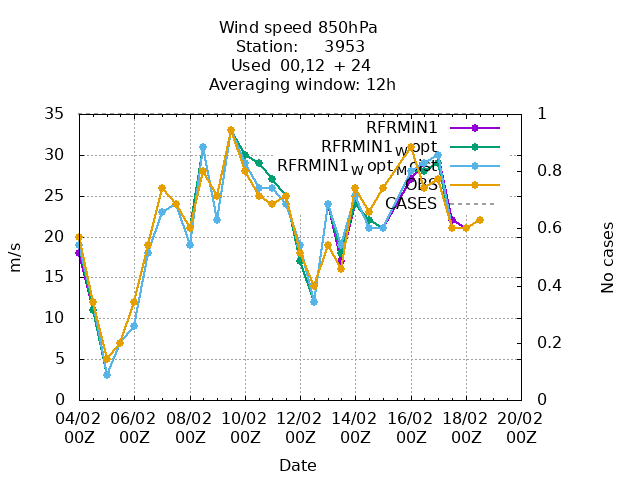 Wind speed 850hPa
Station: 3953
Used 00,12 + 24
Averaging window: 12h
35 1
RFRMIN1
RFRMIN1Wopt
30
RFRMIN1W optMoist
0.8
OBS
25
CASES
20 0.6
m/s
No cases
15
0.4
10
0.2
5
0 0
04/02 06/02 08/02 10/02 12/02 14/02 16/02 18/02 20/02
00Z 00Z 00Z 00Z 00Z 00Z 00Z 00Z 00Z
Date